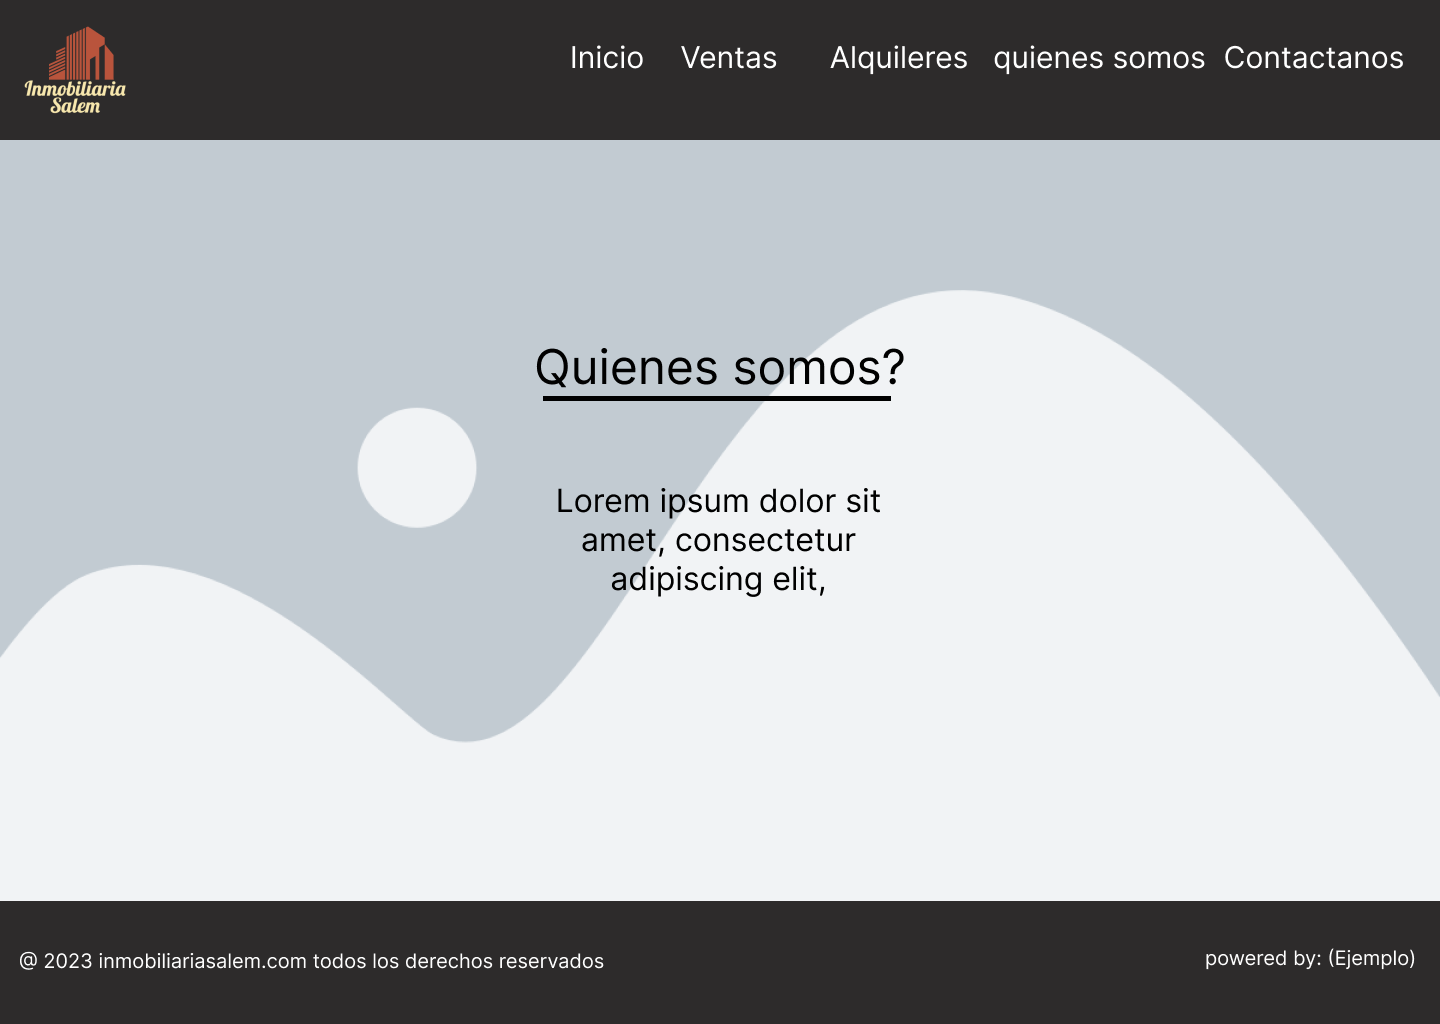 Inmobiliaria
Salem
Inicio Ventas Alquileres quienes somos Contactanos
Quienes somos?
Lorem ipsum dolor sit
amet, consectetur
adipiscing elit,
@ 2023 inmobiliariasalem.com todos los derechos reservados
powered by: (Ejemplo)